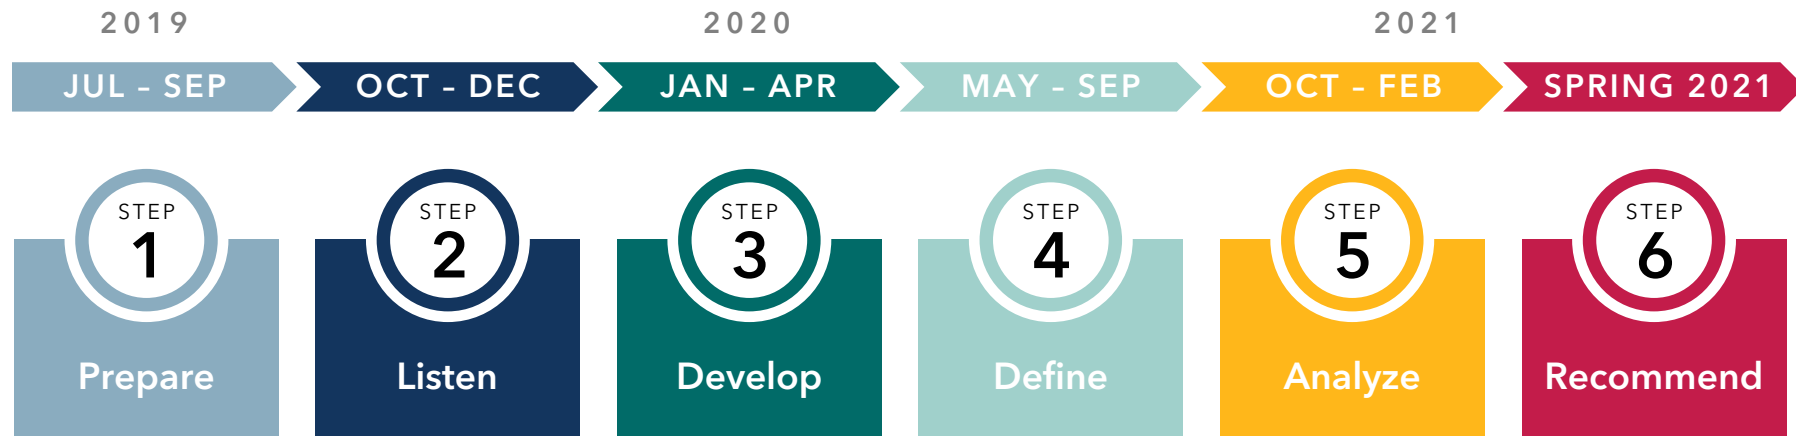 2019 2020 2021
JUL – SEP OCT – DEC JAN – APR MAY – SEP OCT – FEB SPRING 2021
STEP STEP STEP STEP STEP STEP
1 2 3 4 5 6
Prepare Listen Develop Define Analyze Recommend